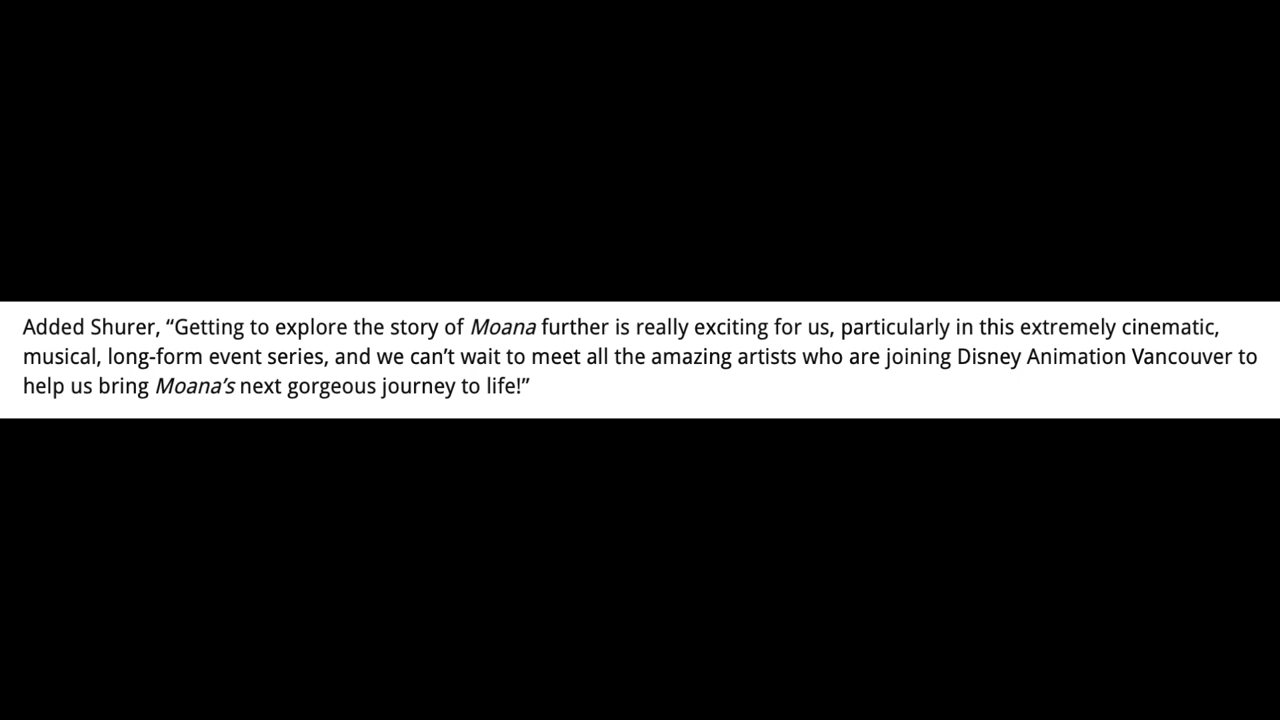 Added Shurer, “Getting to explore the story of Moana further is really exciting for us, particularly in this extremely cinematic,
musical, long-form event series, and we can’t wait to meet all the amazing artists who are joining Disney Animation Vancouver to
help us bring Moana’s next gorgeous journey to life!”